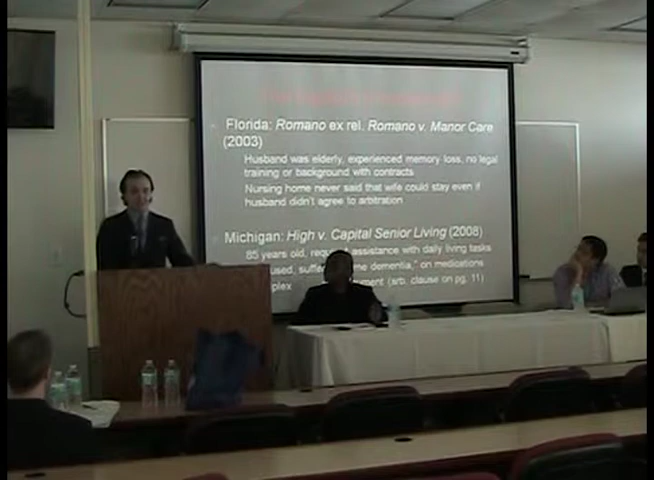 Florida: Romano ex rel. Romano v. Manor Care
(2003)
Husband was elderly, experienced memory loss, no legal
training or background with contracts
Nursing home never said that wife could stay even if
husband didn't agree to arbitration
Michigan: High v. Capital Senior Living (2008)
85 years old, assistance with daily living tasks
dementia," on medications
(arb. clause on pg. 11)